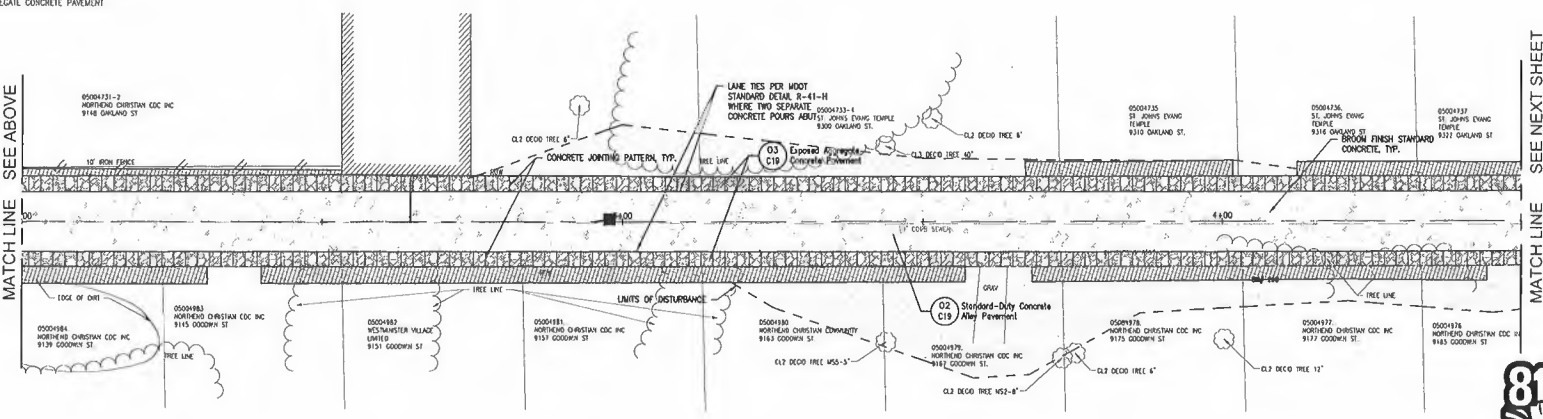 CONCRETE PAVEMENT
MATCH LINE SEE ABOVE
05004731-2
NORTHEND CHRISTIAN CDC INC
9148 OAKLAND ST
10' IRON FENCE
CL2 DECID TREE 6"
CONCRETE JOINTING PATTERN, TYP.
LANE TIES PER MDOT
STANDARD DETAIL R-41-H
WHERE TWO SEPARATE
CONCRETE POURS ABUT
TREE LINE
03
C19
Exposed Aggregate
Concrete Pavement
05004733-4
ST. JOHNS EVANG TEMPLE
9300 OAKLAND ST.
CL2 DECID TREE 8"
CL3 DECID TREE 40"
05004735
ST JOHNS EVANG
TEMPLE
9310 OAKLAND ST.
05004736.
ST. JOHNS EVANG
TEMPLE
9316 OAKLAND ST
05004737
ST JOHNS EVANG
TEMPLE
9322 OAKLAND ST
BROOM FINISH STANDARD
CONCRETE, TYP.
MATCH LINE SEE NEXT SHEET
ROW
4+00
COMB SEWER
EDGE OF DIRT
05004984
NORTHEND CHRISTIAN CDC INC
9139 GOODWIN ST
TREE LINE
05004983
NORTHEND CHRISTIAN CDC INC
9145 GOODWIN ST
05004982
WESTMINSTER VILLAGE
LIMITED
9151 GOODWIN ST
TREE LINE
05004981.
NORTHEND CHRISTIAN CDC INC
9157 GOODWIN ST
LIMITS OF DISTURBANCE
05004980
NORTHEND CHRISTIAN COMMUNITY
9163 GOODWIN ST
CL2 DECID TREE MS5-3"
GRAV
02
C19
Standard-Duty Concrete
Alley Pavement
05004979.
NORTHEND CHRISTIAN CDC INC
9167 GOODWIN ST.
CL2 DECID TREE MS2-8"
05004978.
NORTHEND CHRISTIAN CDC INC
9175 GOODWIN ST
CL2 DECID TREE 6"
CL2 DECID TREE 12"
TREE LINE
05004977.
NORTHEND CHRISTIAN CDC INC
9177 GOODWIN ST.
05004976
NORTHEND CHRISTIAN CDC
9185 GOODWIN ST